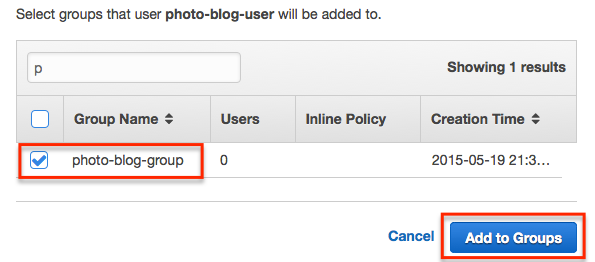 Select groups that user photo-blog-user will be added to.
p
Showing 1 results
Group Name Users Inline Policy Creation Time
photo-blog-group 0 2015-05-19 21:3...
Cancel Add to Groups